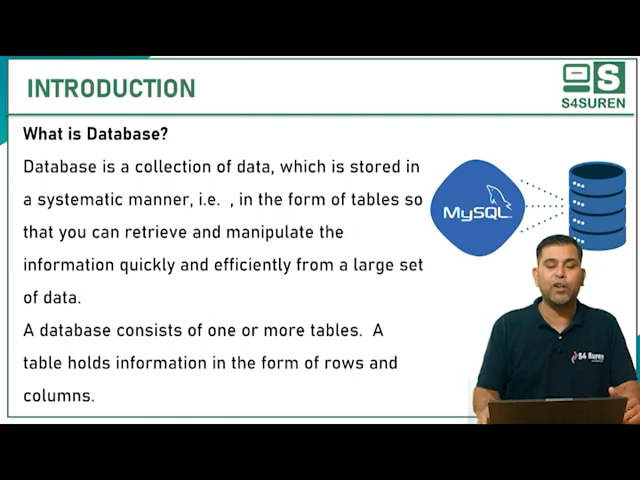 INTRODUCTION
S
S4SUREN
What is Database?
Database is a collection of data, which is stored in
a systematic manner, i.e. , in the form of tables so
that you can retrieve and manipulate the
information quickly and efficiently from a large set
of data.
A database consists of one or more tables. A
table holds information in the form of rows and
columns.
MySQL
S4 Suren